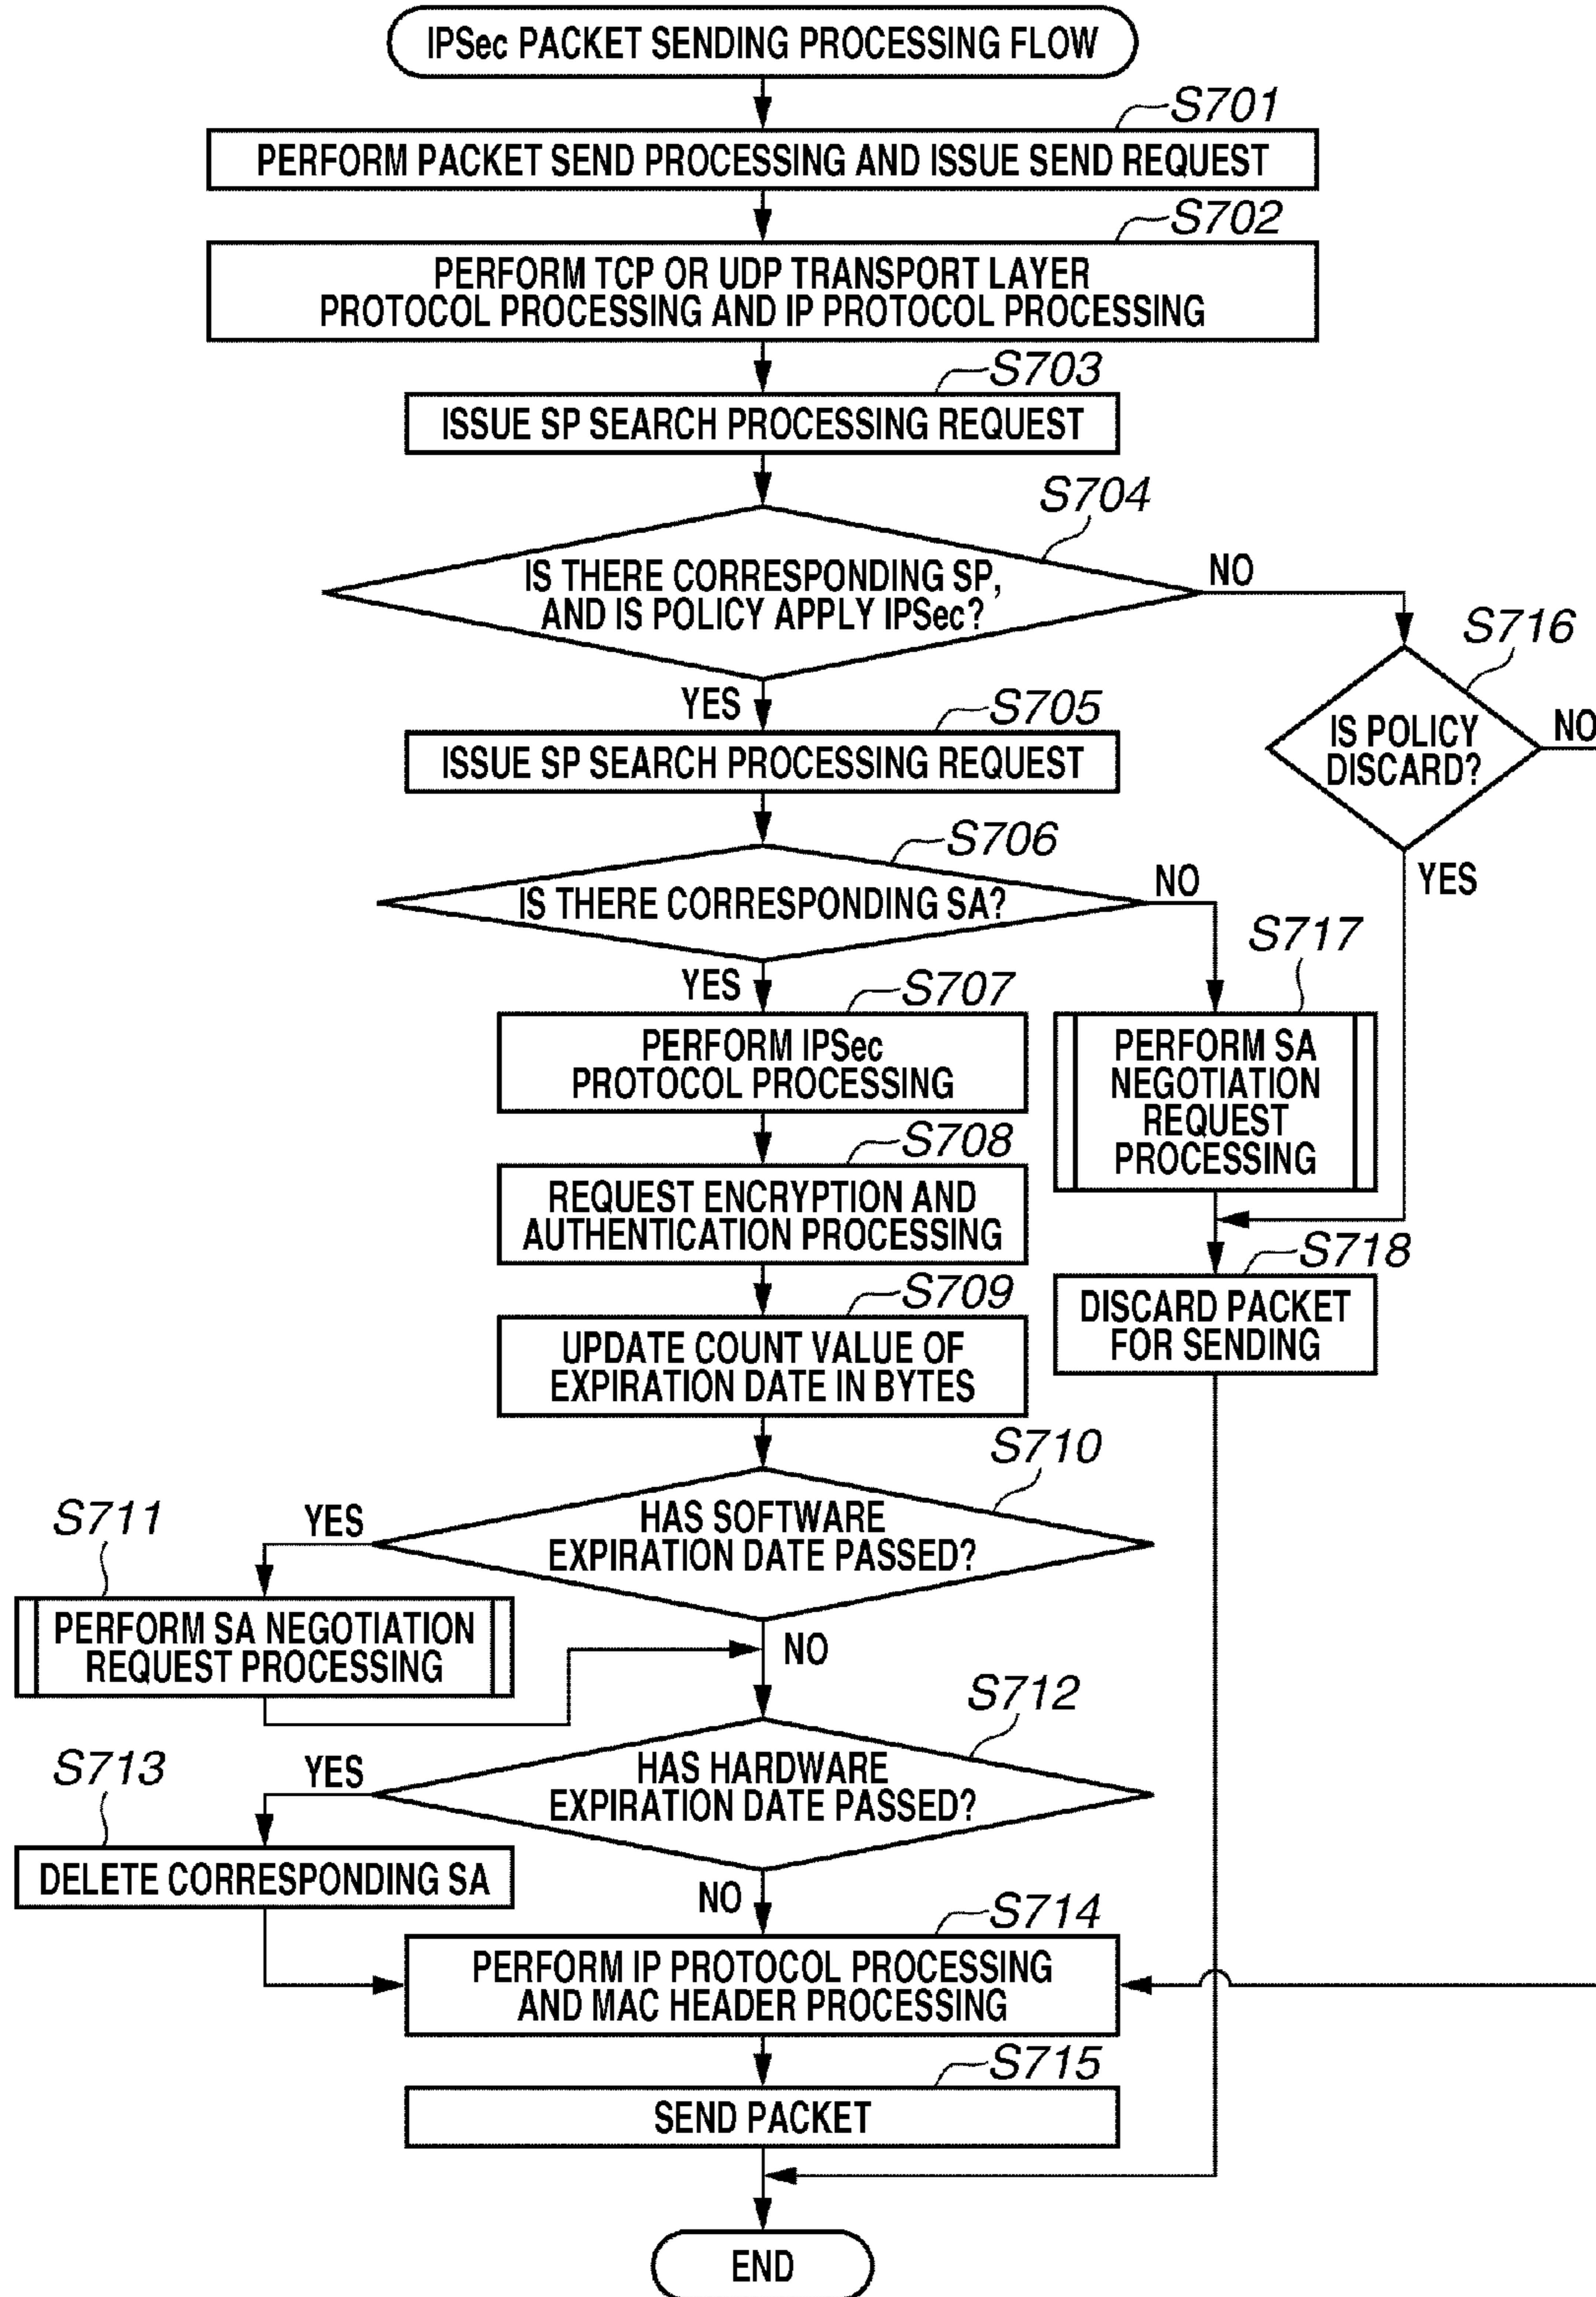 IPSec PACKET SENDING PROCESSING FLOW
S701
PERFORM PACKET SEND PROCESSING AND ISSUE SEND REQUEST
S702
PERFORM TCP OR UDP TRANSPORT LAYER
PROTOCOL PROCESSING AND IP PROTOCOL PROCESSING
S703
ISSUE SP SEARCH PROCESSING REQUEST
S704
IS THERE CORRESPONDING SP,
AND IS POLICY APPLY IPSec?
NO
S716
IS POLICY
DISCARD?
NO
YES
YES
S705
ISSUE SP SEARCH PROCESSING REQUEST
S706
IS THERE CORRESPONDING SA?
NO
S717
PERFORM SA
NEGOTIATION
REQUEST
PROCESSING
YES
S707
PERFORM IPSec
PROTOCOL PROCESSING
S708
REQUEST ENCRYPTION AND
AUTHENTICATION PROCESSING
S718
DISCARD PACKET
FOR SENDING
S709
UPDATE COUNT VALUE OF
EXPIRATION DATE IN BYTES
S710
HAS SOFTWARE
EXPIRATION DATE PASSED?
YES
S711
PERFORM SA NEGOTIATION
REQUEST PROCESSING
NO
S712
HAS HARDWARE
EXPIRATION DATE PASSED?
YES
S713
DELETE CORRESPONDING SA
NO
S714
PERFORM IP PROTOCOL PROCESSING
AND MAC HEADER PROCESSING
S715
SEND PACKET
END